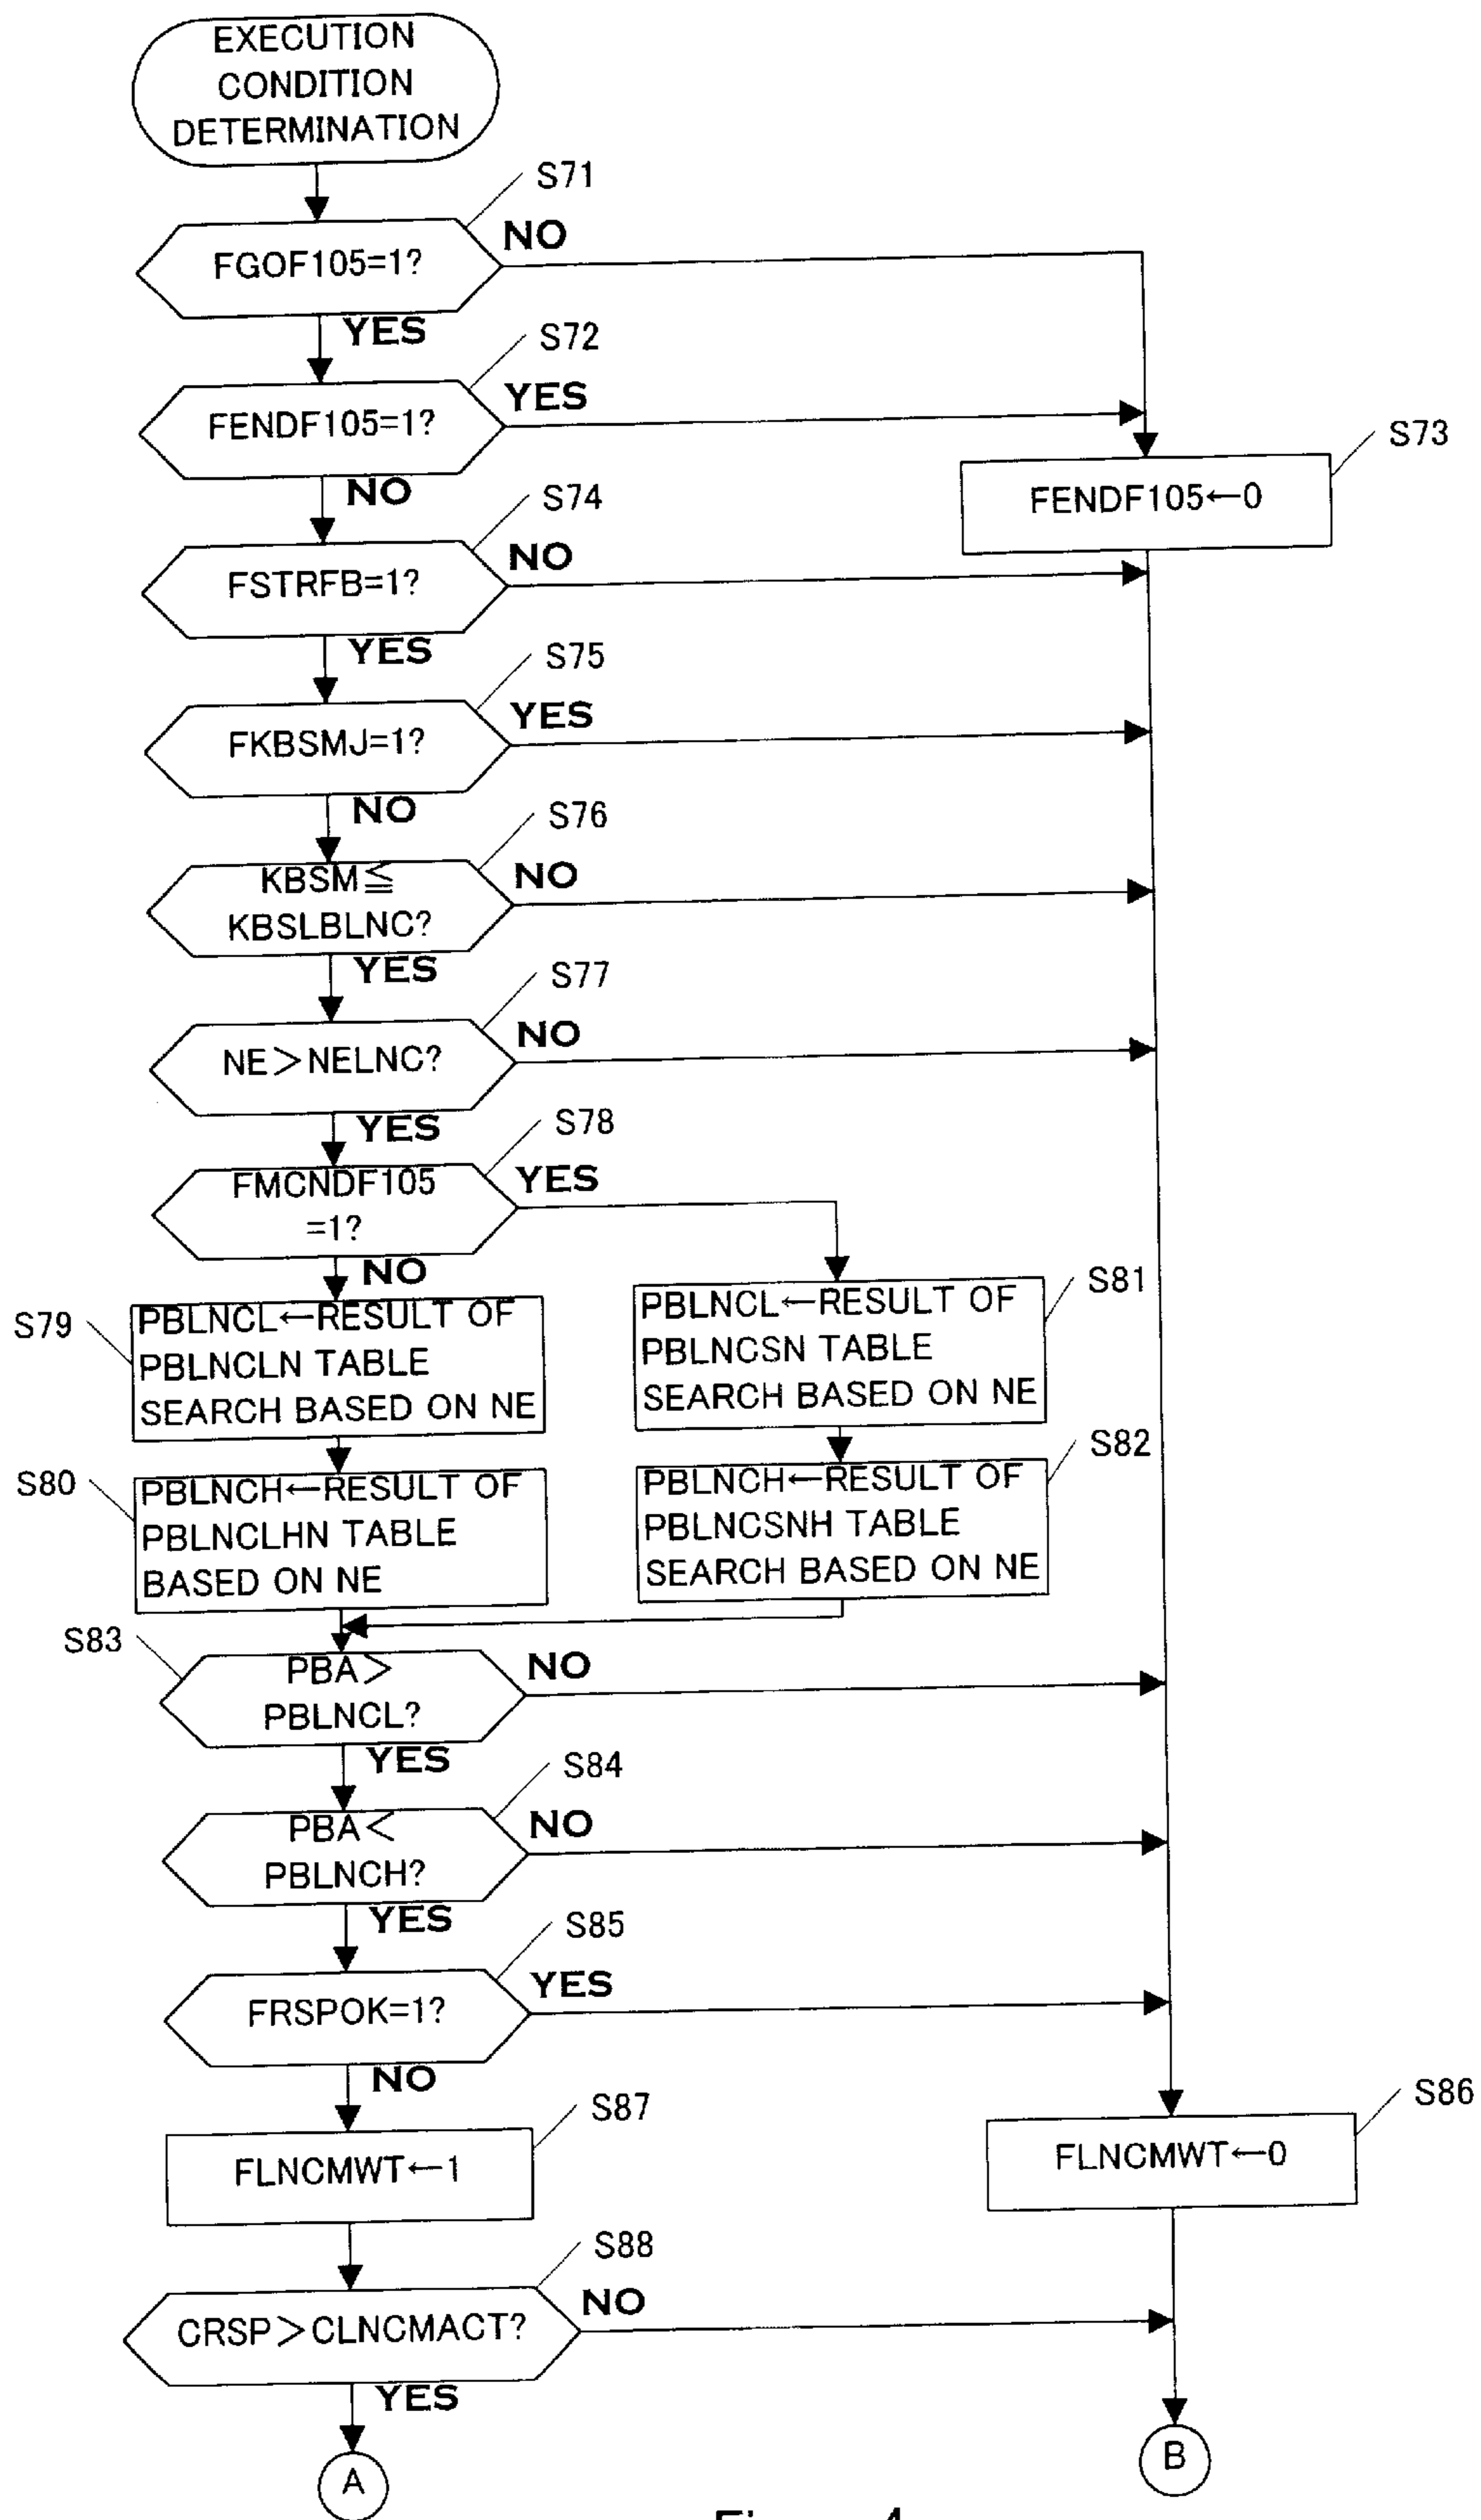 EXECUTION
CONDITION
DETERMINATION
S71
FGOF105=1?
NO
YES
S72
FENDF105=1?
YES
S73
FENDF105←0
NO
S74
FSTRFB=1?
NO
YES
S75
FKBSMJ=1?
YES
NO
S76
KBSM≦
KBSLBLNC?
NO
YES
S77
NE>NELNC?
NO
YES
S78
FMCNDF105
=1?
YES
NO
S79
PBLNCL←RESULT OF
PBLNCLN TABLE
SEARCH BASED ON NE
S81
PBLNCL←RESULT OF
PBLNCSN TABLE
SEARCH BASED ON NE
S80
PBLNCH←RESULT OF
PBLNCLHN TABLE
BASED ON NE
S82
PBLNCH←RESULT OF
PBLNCSNH TABLE
SEARCH BASED ON NE
S83
PBA>
PBLNCL?
NO
YES
S84
PBA<
PBLNCH?
NO
YES
S85
FRSPOK=1?
YES
NO
S87
FLNCMWT←1
S86
FLNCMWT←0
S88
CRSP>CLNCMACT?
NO
YES
A
B